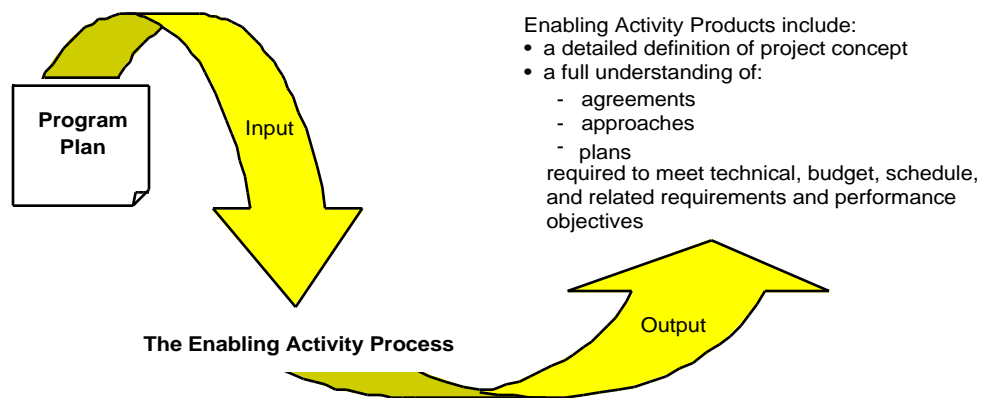 Program
Plan
Input
Enabling Activity Products include:
• a detailed definition of project concept
• a full understanding of:
- agreements
- approaches
- plans
required to meet technical, budget, schedule,
and related requirements and performance
objectives
The Enabling Activity Process
Output